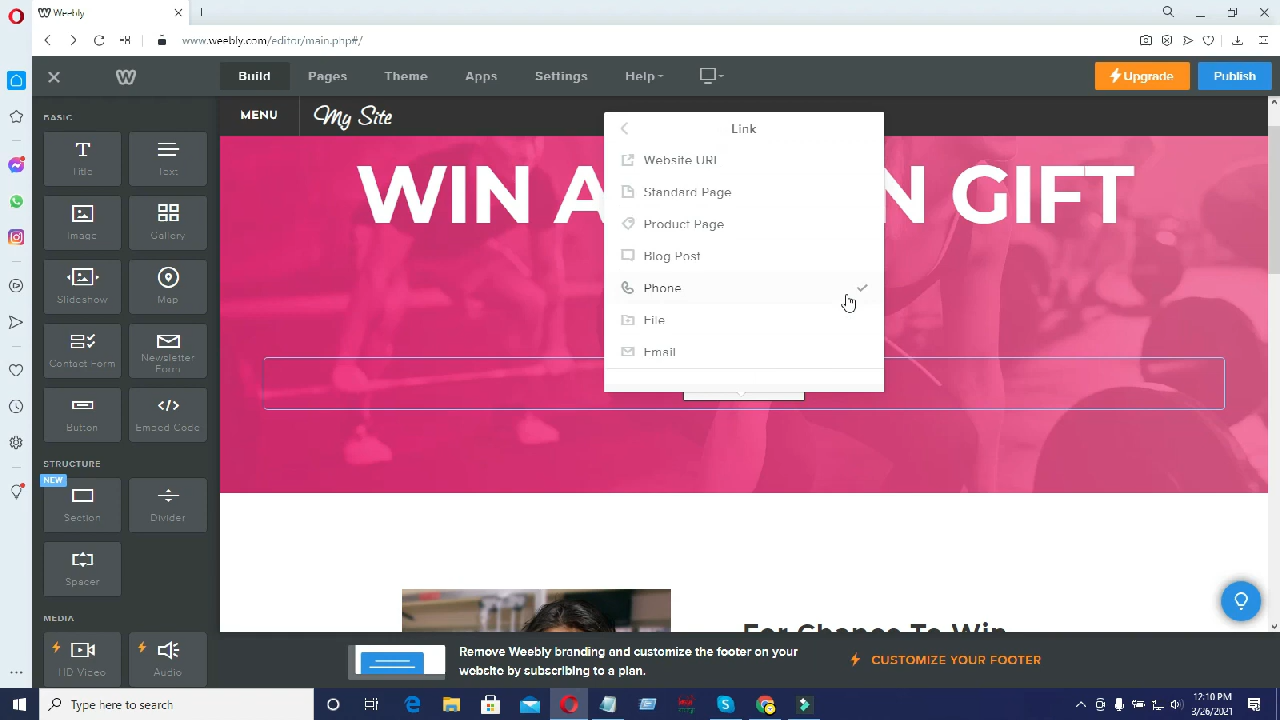 Weebly
www.weebly.com/editor/main.php#/
Build
Pages
Theme
Apps
Settings
Help
Upgrade
Publish
BASIC
Title
Text
Image
Gallery
Slideshow
Map
Contact Form
Newsletter
Form
Button
Embed Code
STRUCTURE
NEW
Section
Divider
Spacer
MEDIA
HD Video
Audio
MENU
My Site
WIN A
N GIFT
Link
Website URL
Standard Page
Product Page
Blog Post
Phone
File
Email
For Chance To Win
Remove Weebly branding and customize the footer on your
website by subscribing to a plan.
CUSTOMIZE YOUR FOOTER
Type here to search
12:10 PM
3/26/2021